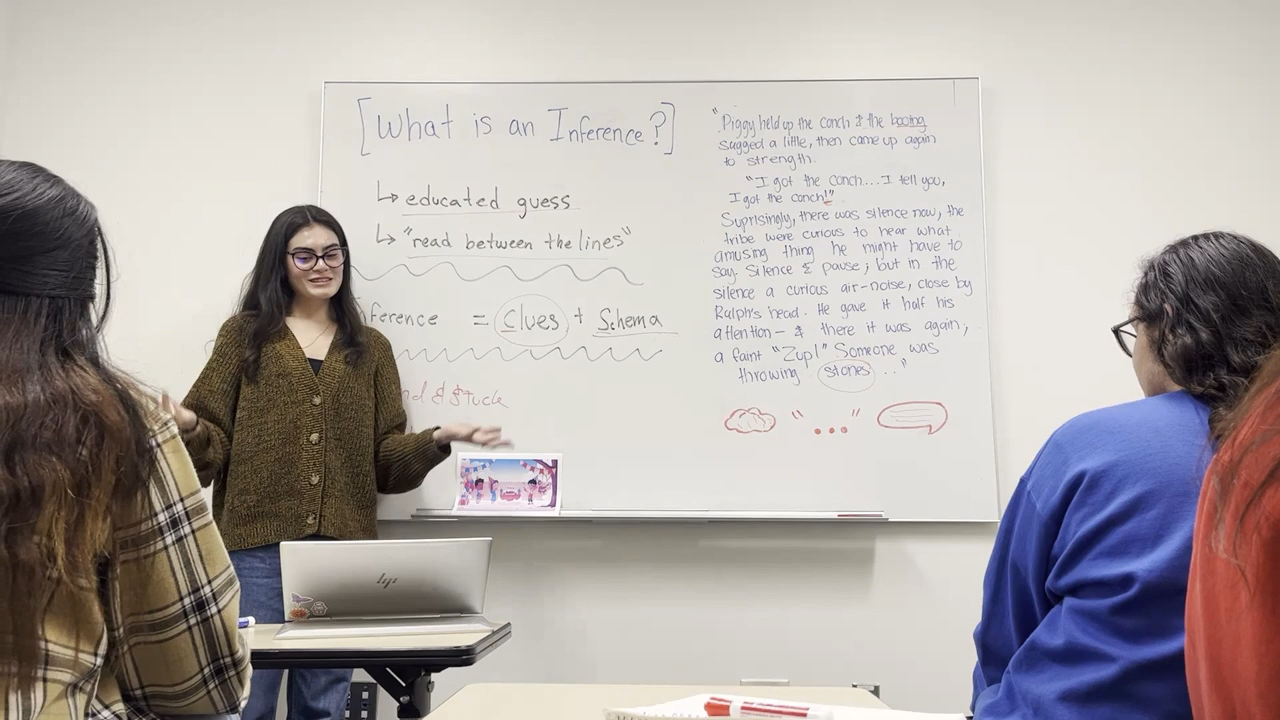 [What is an Inference?]
↳ educated guess
↳ "read between the lines"
ference = Clues + Schema
nd & Stuck
"Piggy held up the conch & the booing
sagged a little, then came up again
to strength.
"I got the conch....I tell you,
I got the conch!"
Suprisingly, there was silence now, the
tribe were curious to hear what
amusing thing he might have to
say. Silence & pause; but in the
silence a curious air-noise, close by
Ralph's head. He gave it half his
attention - & there it was again;
a faint "Zup!" Someone was
throwing stones ..."
" ... "
hp